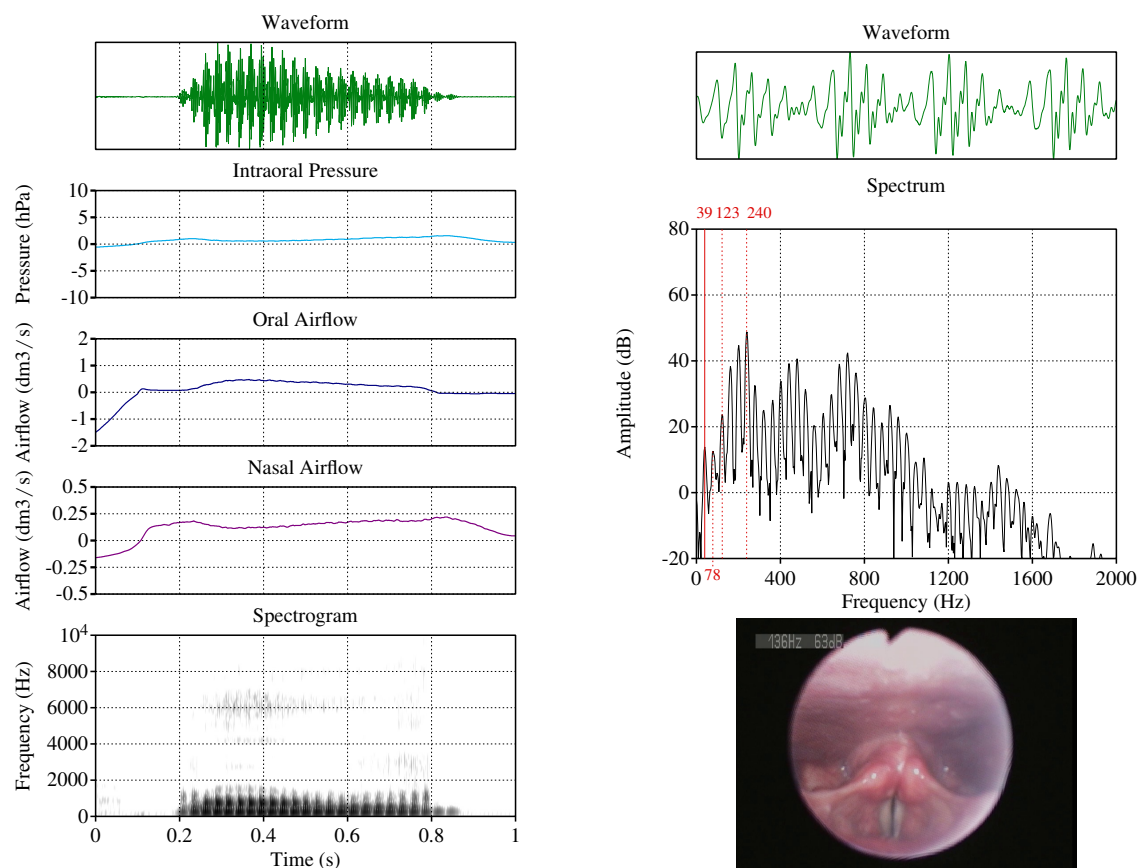 Waveform
Intraoral Pressure
10
5
0
-5
-10
Pressure (hPa)
Oral Airflow
2
1
0
-1
-2
Airflow (dm3 / s)
Nasal Airflow
0.5
0.25
0
-0.25
-0.5
Airflow (dm3 / s)
Spectrogram
10⁴
8000
6000
4000
2000
0
Frequency (Hz)
0 0.2 0.4 0.6 0.8 1
Time (s)
Waveform
Spectrum
39 123 240
80
60
40
20
0
-20
Amplitude (dB)
78
0 400 800 1200 1600 2000
Frequency (Hz)
136Hz 63dB